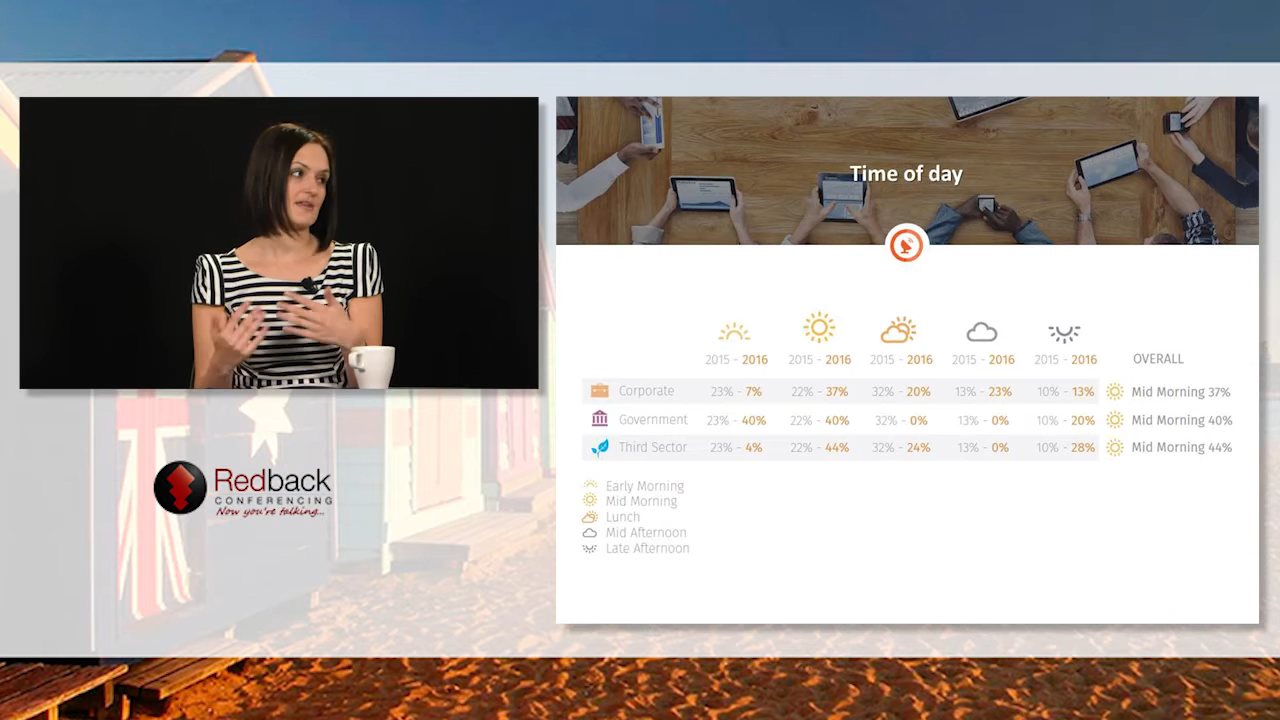 Time of day
2015 - 2016 2015 - 2016 2015 - 2016 2015 - 2016 2015 - 2016 OVERALL
Corporate 23% - 7% 22% - 37% 32% - 20% 13% - 23% 10% - 13% Mid Morning 37%
Government 23% - 40% 22% - 40% 32% - 0% 13% - 0% 10% - 20% Mid Morning 40%
Third Sector 23% - 4% 22% - 44% 32% - 24% 13% - 0% 10% - 28% Mid Morning 44%
Early Morning
Mid Morning
Lunch
Mid Afternoon
Late Afternoon
Redback
CONFERENCING
Now you're talking...